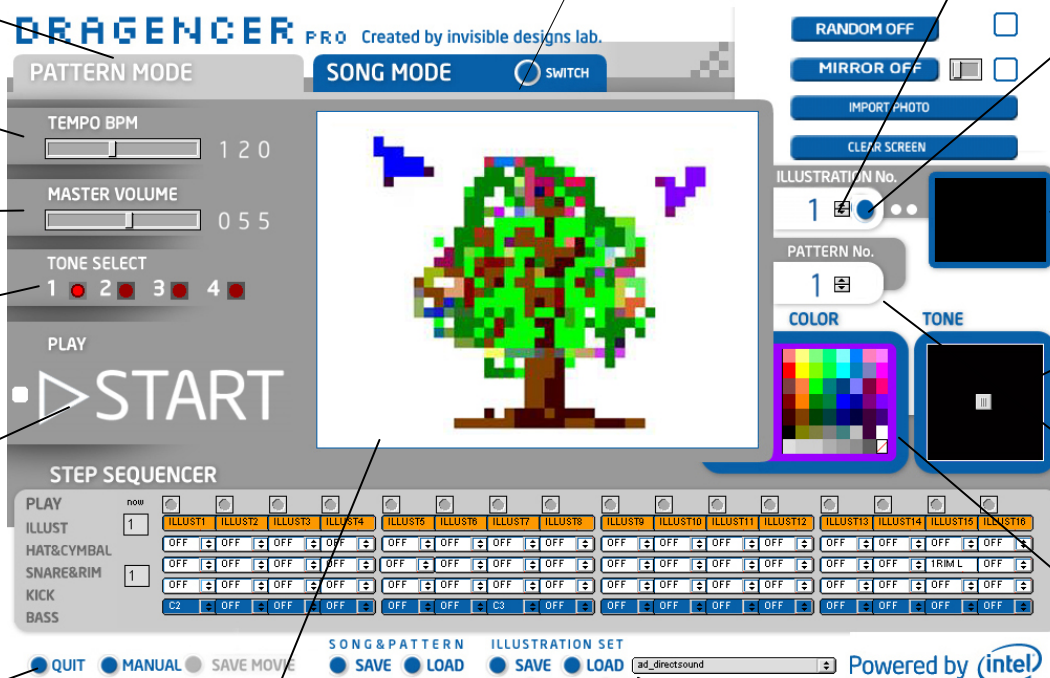 DRAGENCER PRO Created by invisible designs lab.
RANDOM OFF
PATTERN MODE
SONG MODE SWITCH
MIRROR OFF
IMPORT PHOTO
CLEAR SCREEN
TEMPO BPM
120
MASTER VOLUME
055
TONE SELECT
1 2 3 4
PLAY
START
ILLUSTRATION No.
1
PATTERN No.
1
COLOR TONE
STEP SEQUENCER
PLAY now
ILLUST 1 ILLUST1 ILLUST2 ILLUST3 ILLUST4 ILLUST5 ILLUST6 ILLUST7 ILLUST8 ILLUST9 ILLUST10 ILLUST11 ILLUST12 ILLUST13 ILLUST14 ILLUST15 ILLUST16
HAT&CYMBAL OFF OFF OFF OFF OFF OFF OFF OFF OFF OFF OFF OFF OFF OFF OFF OFF
SNARE&RIM 1 OFF OFF OFF OFF OFF OFF OFF OFF OFF OFF OFF OFF OFF OFF 1RIM L OFF
KICK OFF OFF OFF OFF OFF OFF OFF OFF OFF OFF OFF OFF OFF OFF OFF OFF
BASS C2 OFF OFF OFF OFF OFF C3 OFF OFF OFF OFF OFF OFF OFF OFF OFF
SONG&PATTERN ILLUSTRATION SET
QUIT MANUAL SAVE MOVIE SAVE LOAD SAVE LOAD ad_directsound Powered by intel